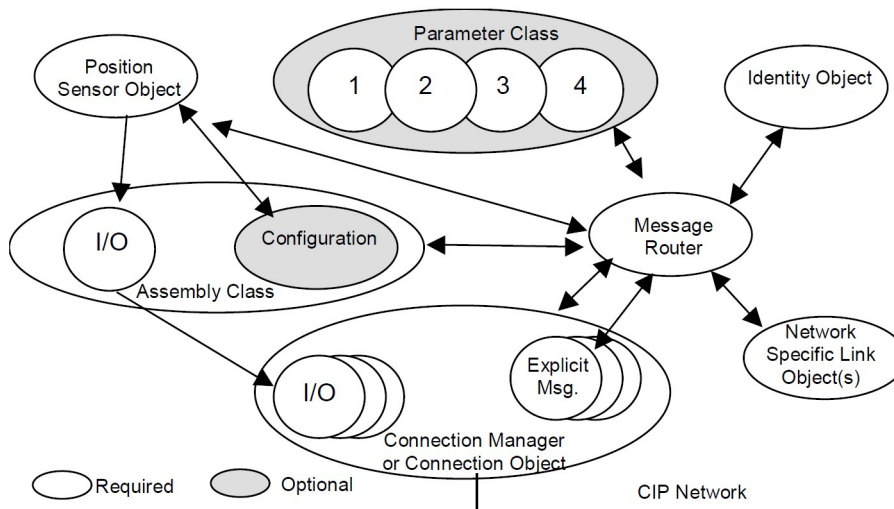 Parameter Class
1 2 3 4
Position
Sensor Object
Identity Object
Message
Router
I/O
Configuration
Assembly Class
Network
Specific Link
Object(s)
I/O
Explicit
Msg.
Connection Manager
or Connection Object
Required
Optional
CIP Network